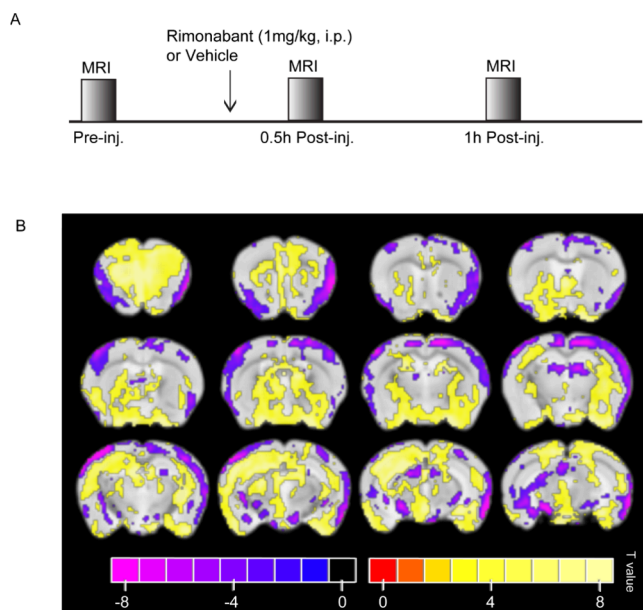 A
Rimonabant (1mg/kg, i.p.)
or Vehicle
MRI
MRI
MRI
Pre-inj.
0.5h Post-inj.
1h Post-inj.
B
-8
-4
0
0
4
8
T value